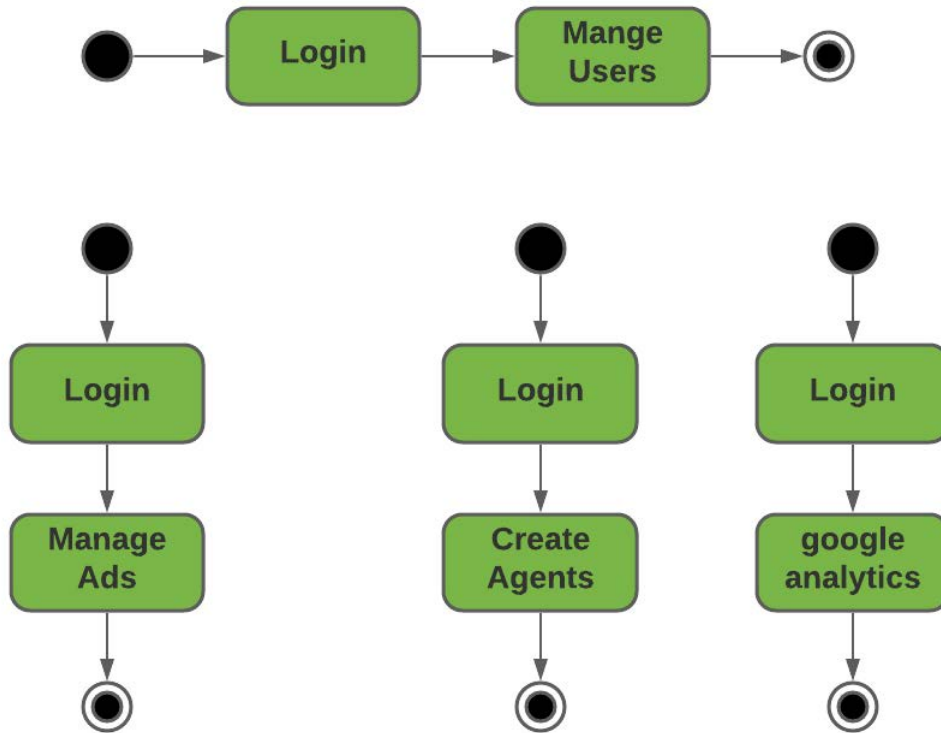 Login
Mange
Users
Login
Login
Login
Manage
Ads
Create
Agents
google
analytics